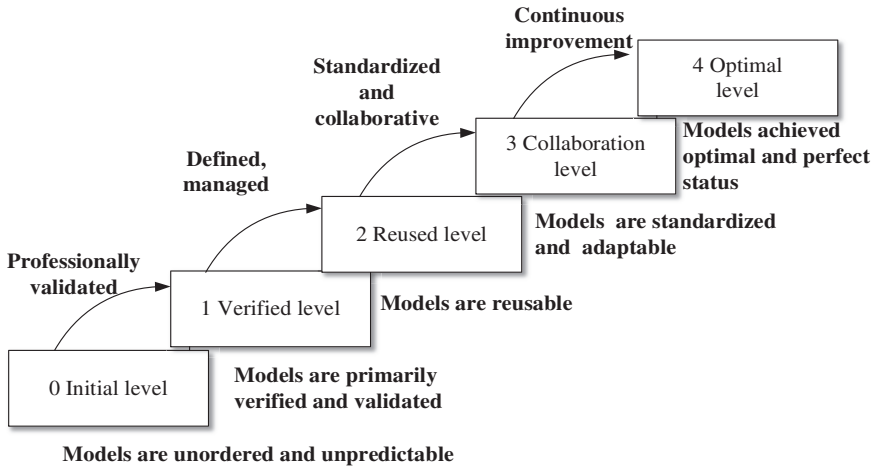 Continuous
improvement
4 Optimal
level
Standardized
and
collaborative
3 Collaboration
level
Models achieved
optimal and perfect
status
Defined,
managed
2 Reused level
Models are standardized
and adaptable
Professionally
validated
1 Verified level
Models are reusable
0 Initial level
Models are primarily
verified and validated
Models are unordered and unpredictable